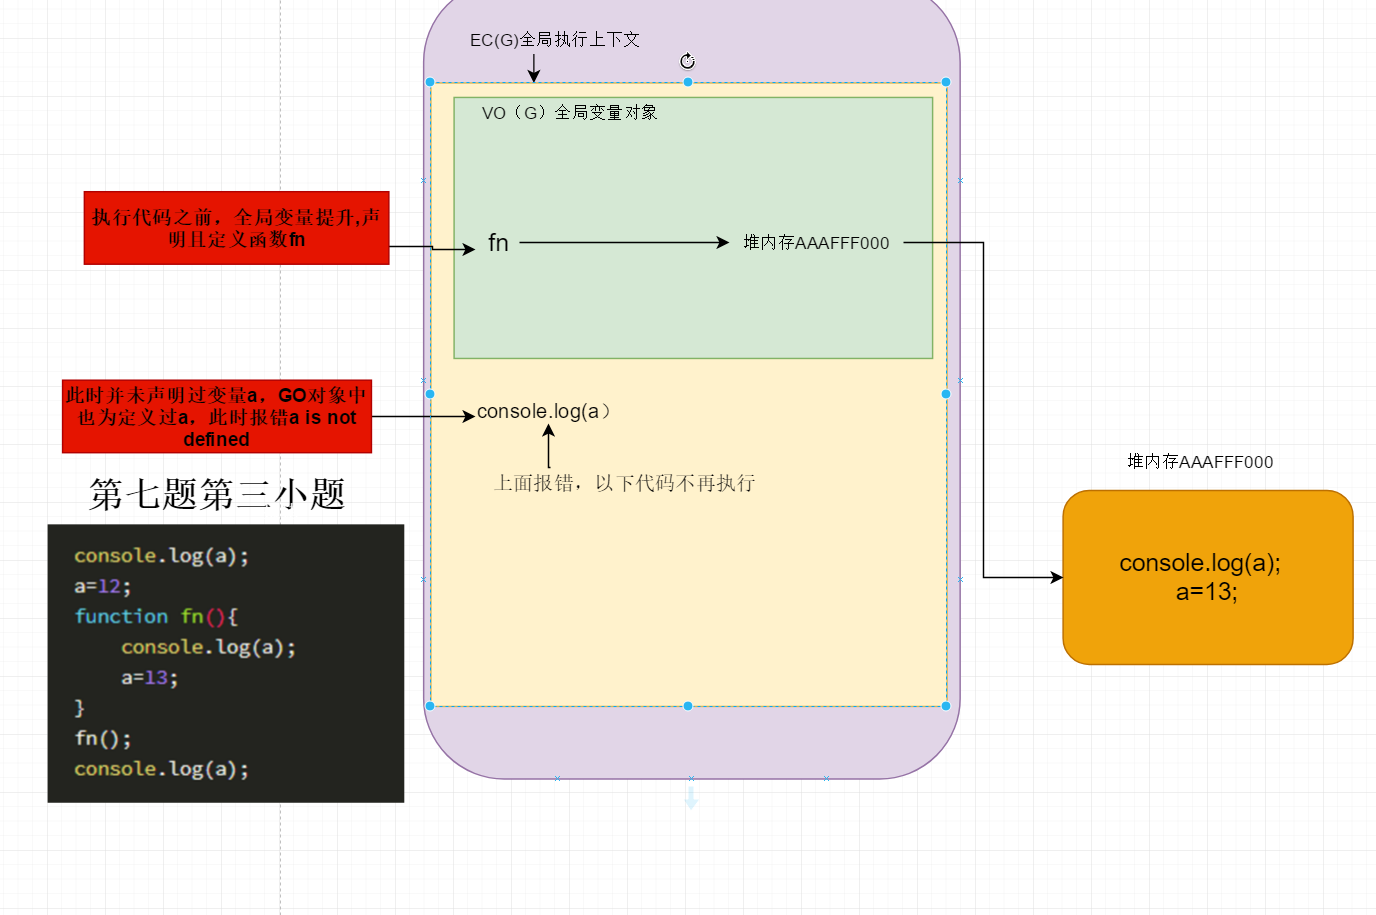 EC(G)全局执行上下文
VO（G）全局变量对象
执行代码之前，全局变量提升,声
明且定义函数fn
fn
堆内存AAAFFF000
此时并未声明过变量a，GO对象中
也为定义过a，此时报错a is not
defined
console.log(a）
上面报错，以下代码不再执行
第七题第三小题
console.log(a);
a=12;
function fn(){
console.log(a);
a=13;
}
fn();
console.log(a);
堆内存AAAFFF000
console.log(a);
a=13;